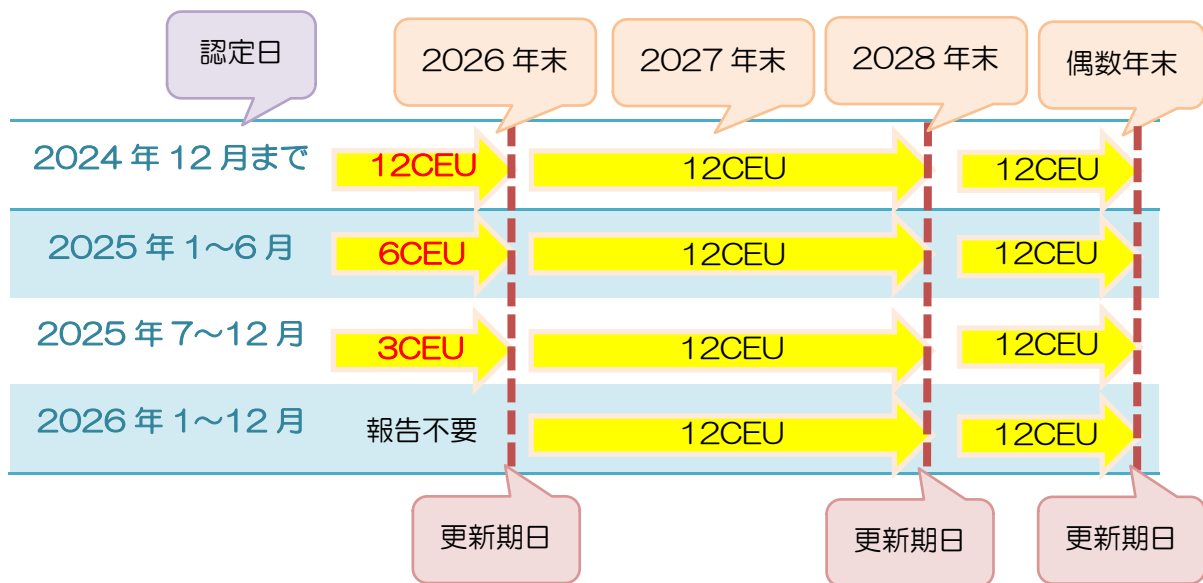 認定日
2026 年末
2027 年末
2028 年末
偶数年末
2024 年 12 月まで
12CEU
12CEU
12CEU
2025 年 1～6 月
6CEU
12CEU
12CEU
2025 年 7～12 月
3CEU
12CEU
12CEU
2026 年 1～12 月
報告不要
12CEU
12CEU
更新期日
更新期日
更新期日